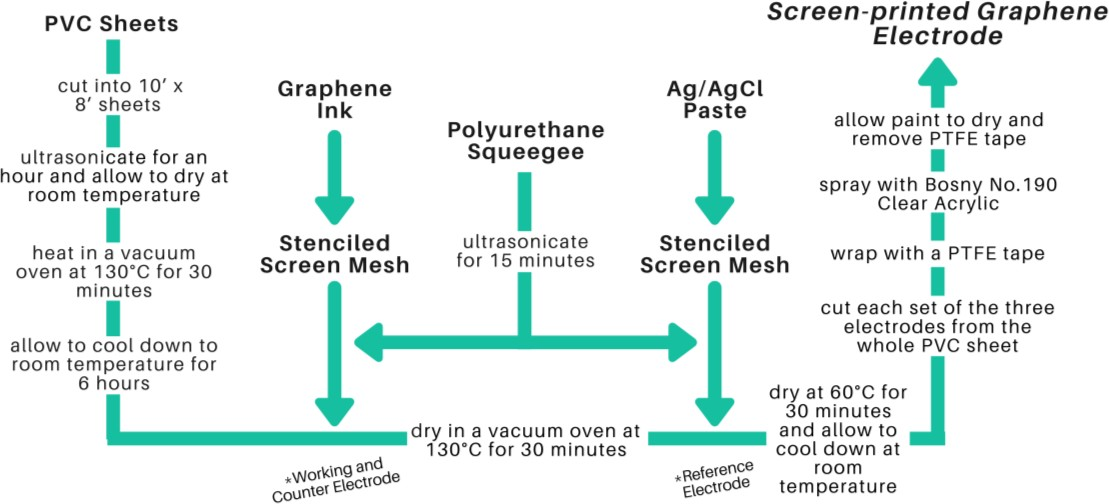 PVC Sheets
cut into 10’ x
8’ sheets
ultrasonicate for an
hour and allow to dry at
room temperature
heat in a vacuum
oven at 130°C for 30
minutes
allow to cool down to
room temperature for
6 hours
Graphene
Ink
Stenciled
Screen Mesh
Polyurethane
Squeegee
ultrasonicate
for 15 minutes
Ag/AgCl
Paste
Stenciled
Screen Mesh
*Working and
Counter Electrode
dry in a vacuum oven at
130°C for 30 minutes
*Reference
Electrode
dry at 60°C for
30 minutes
and allow to
cool down at
room
temperature
cut each set of the three
electrodes from the
whole PVC sheet
wrap with a PTFE tape
spray with Bosny No.190
Clear Acrylic
allow paint to dry and
remove PTFE tape
Screen-printed Graphene
Electrode